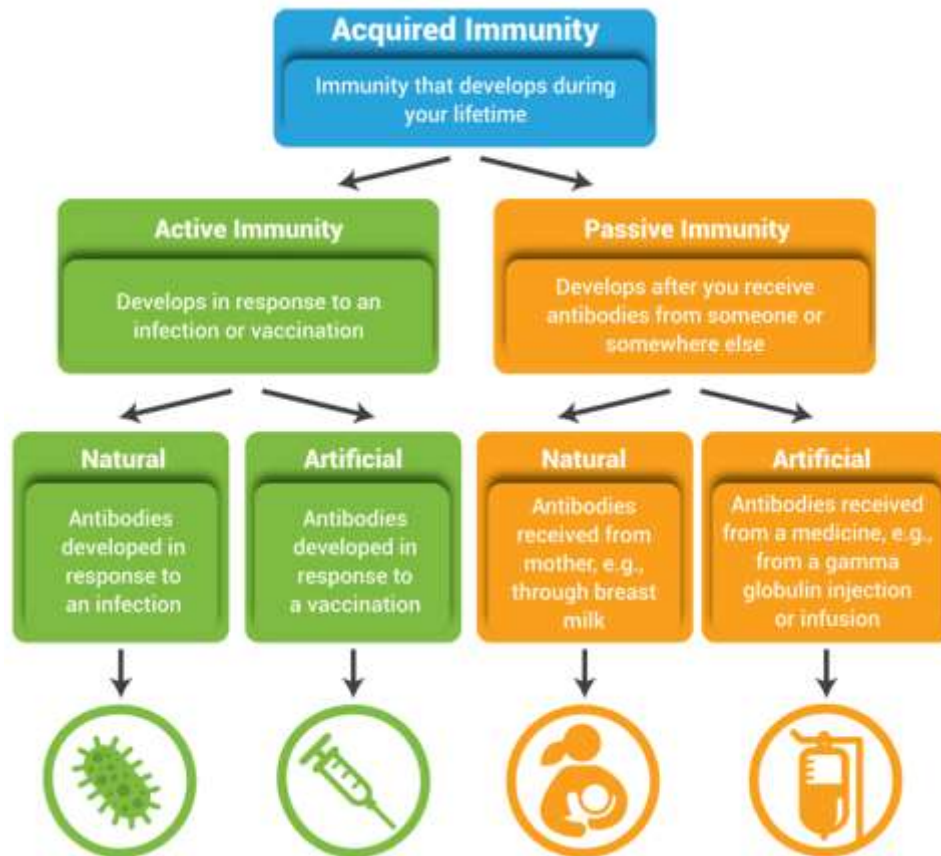 Acquired Immunity
Immunity that develops during
your lifetime
Active Immunity
Develops in response to an
infection or vaccination
Passive Immunity
Develops after you receive
antibodies from someone or
somewhere else
Natural
Antibodies
developed in
response to
an infection
Artificial
Antibodies
developed in
response to
a vaccination
Natural
Antibodies
received from
mother, e.g.,
through breast
milk
Artificial
Antibodies received
from a medicine, e.g.,
from a gamma
globulin injection
or infusion